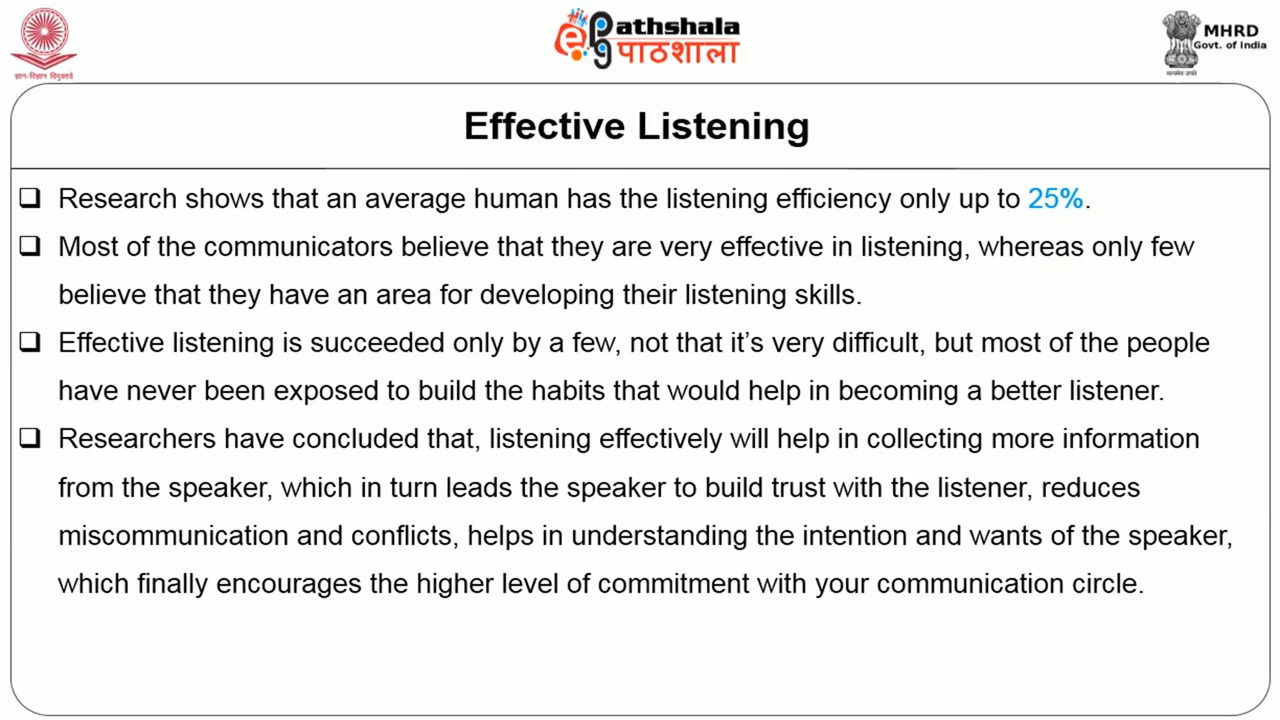 ज्ञान-विज्ञान विमुक्तये
ePG Pathshala
पाठशाला
MHRD
Govt. of India
सत्यमेव जयते
Effective Listening
❑ Research shows that an average human has the listening efficiency only up to 25%.
❑ Most of the communicators believe that they are very effective in listening, whereas only few
believe that they have an area for developing their listening skills.
❑ Effective listening is succeeded only by a few, not that it’s very difficult, but most of the people
have never been exposed to build the habits that would help in becoming a better listener.
❑ Researchers have concluded that, listening effectively will help in collecting more information
from the speaker, which in turn leads the speaker to build trust with the listener, reduces
miscommunication and conflicts, helps in understanding the intention and wants of the speaker,
which finally encourages the higher level of commitment with your communication circle.